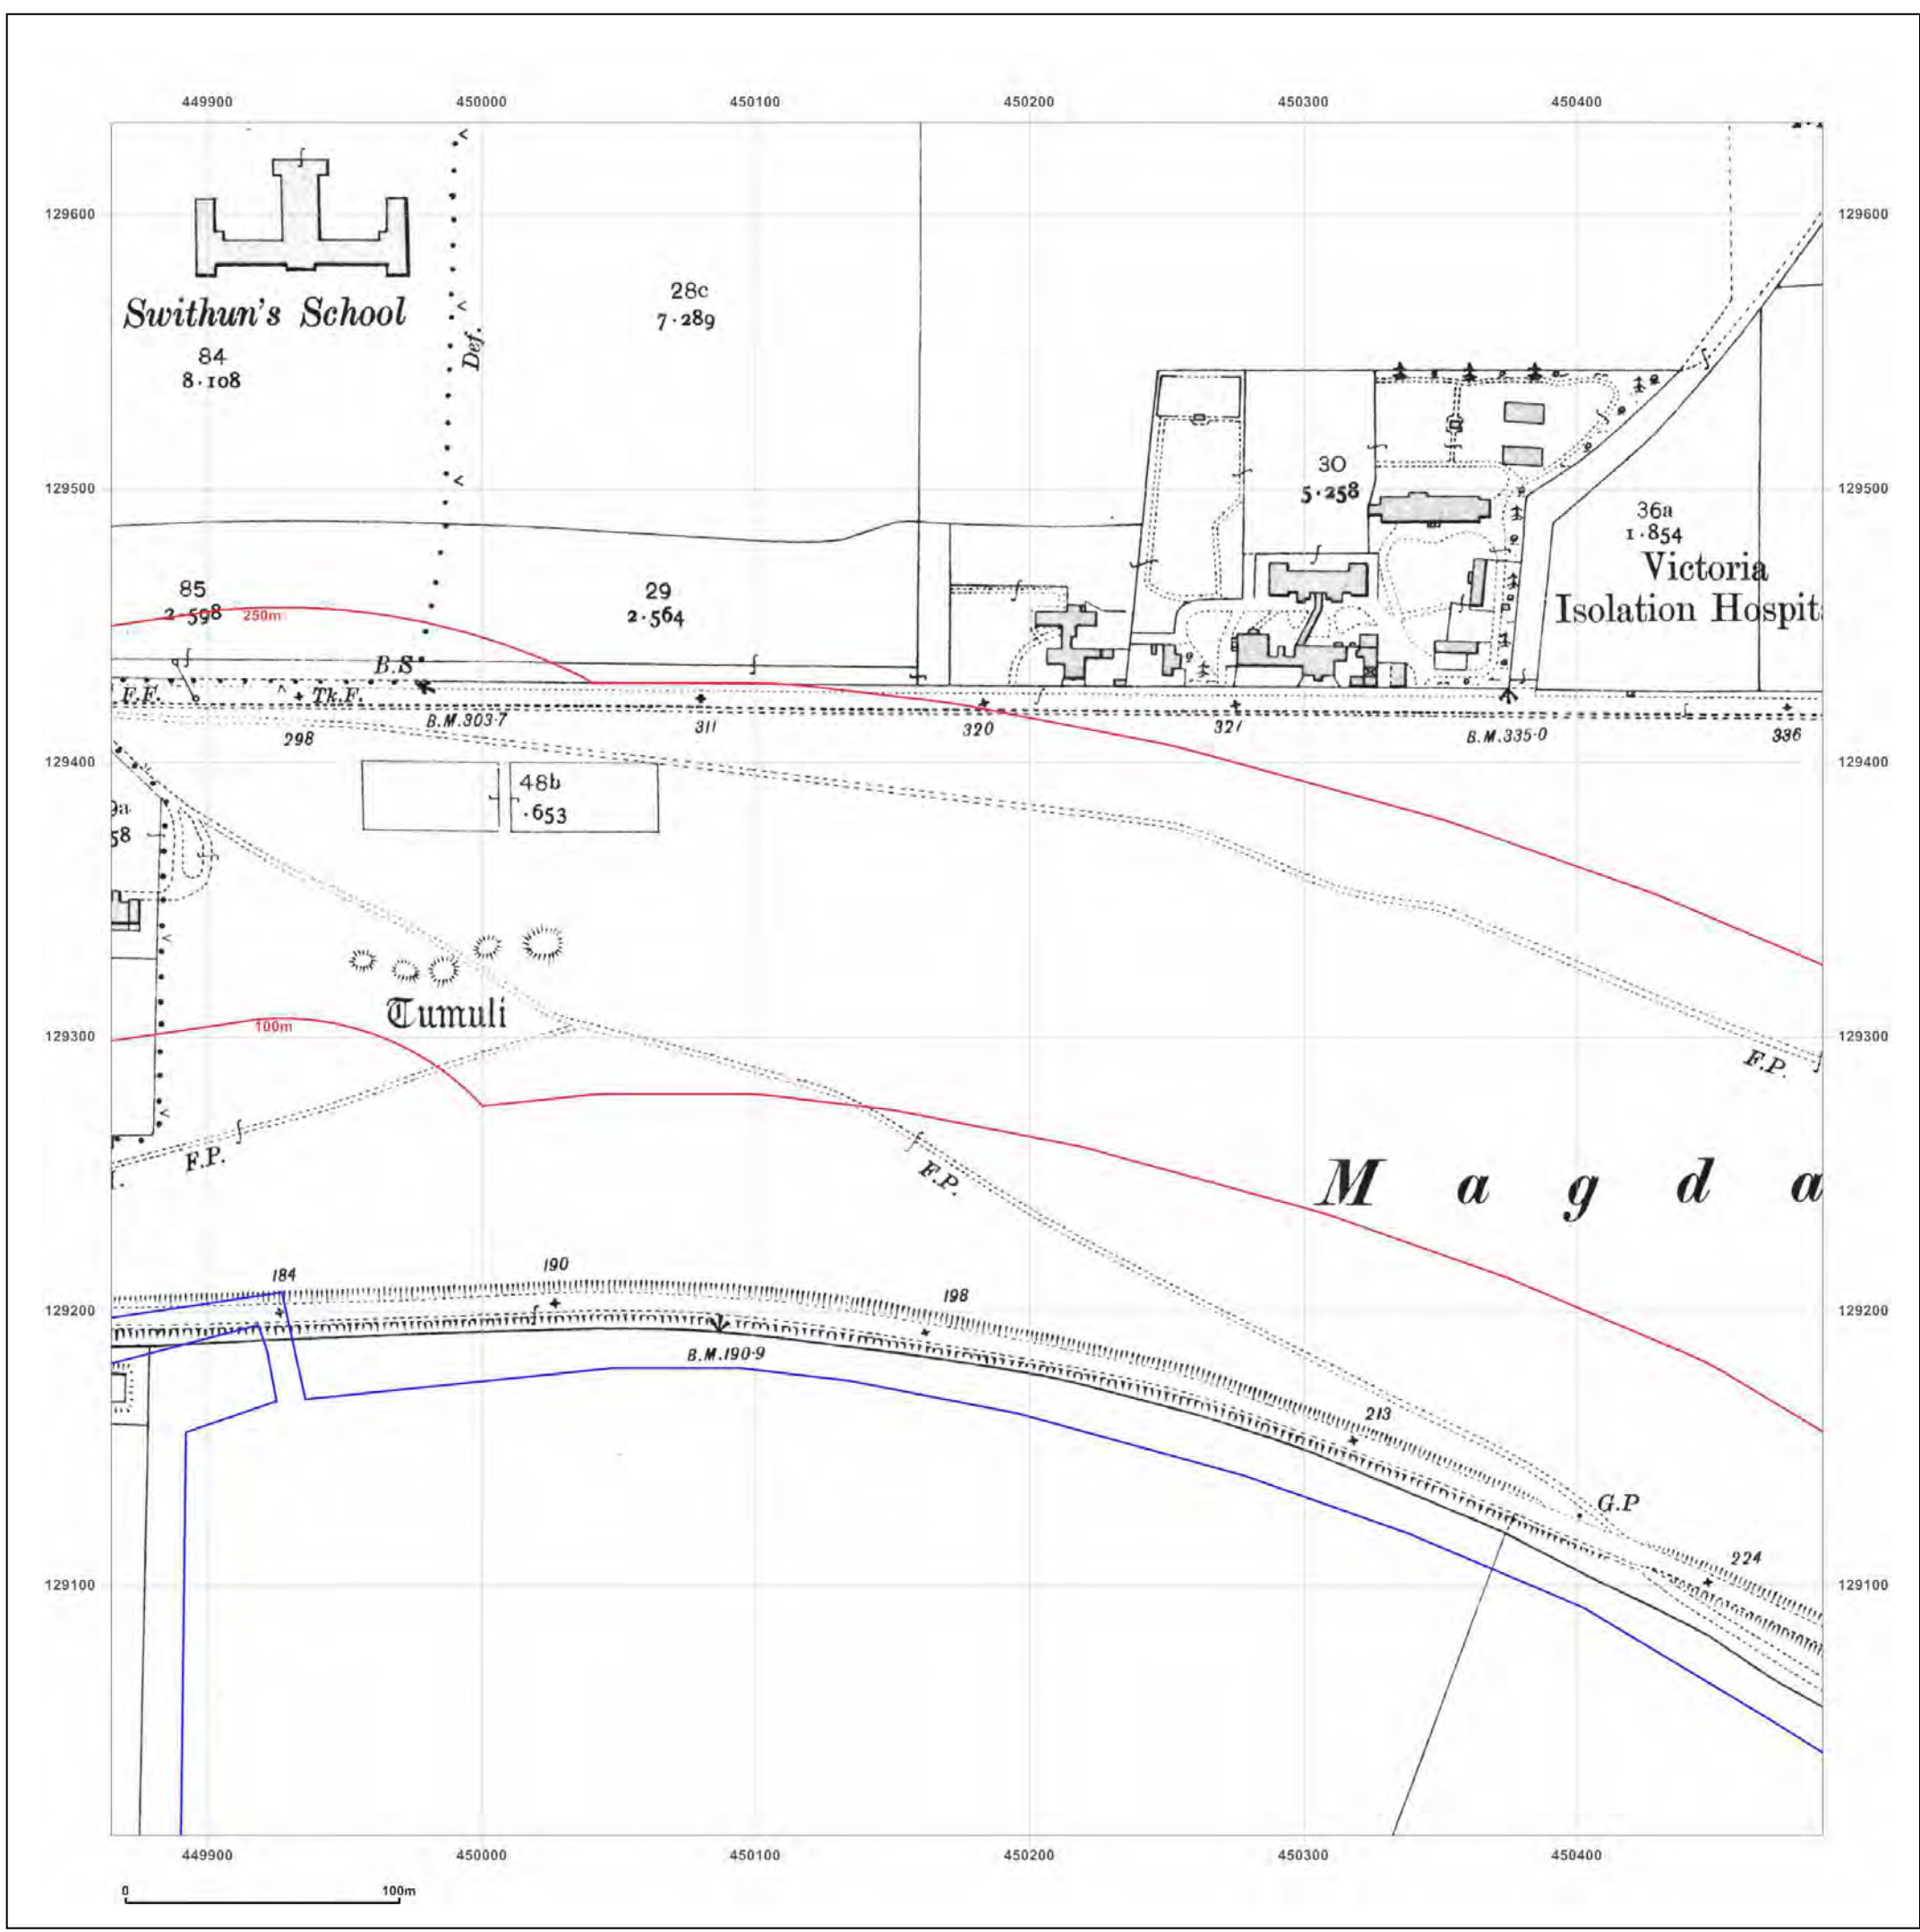 449900 450000 450100 450200 450300 450400
129600 129600
Swithun's School
84
8·108
Def.
28c
7·289
129500 129500
30
5·258
36a
1·854
Victoria
Isolation Hospit
85
2·598
250m
29
2·564
B.S
F.F. Tk.F.
B.M.303·7
298
311
320
327
B.M.335·0
336
129400 129400
48b
·653
9a
58
Tumuli
129300 129300
100m
F.P.
F.P.
F.P.
M a g d a
184
190
198
129200 129200
B.M.190·9
213
G.P
224
129100 129100
449900 450000 450100 450200 450300 450400
0 100m